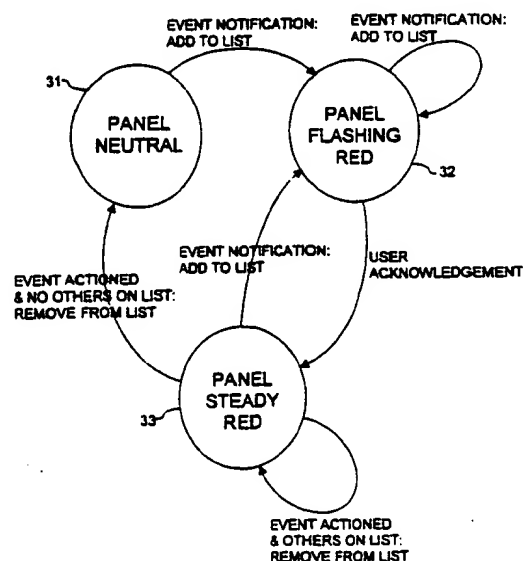 EVENT NOTIFICATION:
ADD TO LIST
EVENT NOTIFICATION:
ADD TO LIST
31
PANEL
NEUTRAL
PANEL
FLASHING
RED
32
EVENT NOTIFICATION:
ADD TO LIST
USER
ACKNOWLEDGEMENT
EVENT ACTIONED
& NO OTHERS ON LIST:
REMOVE FROM LIST
PANEL
STEADY
RED
33
EVENT ACTIONED
& OTHERS ON LIST:
REMOVE FROM LIST